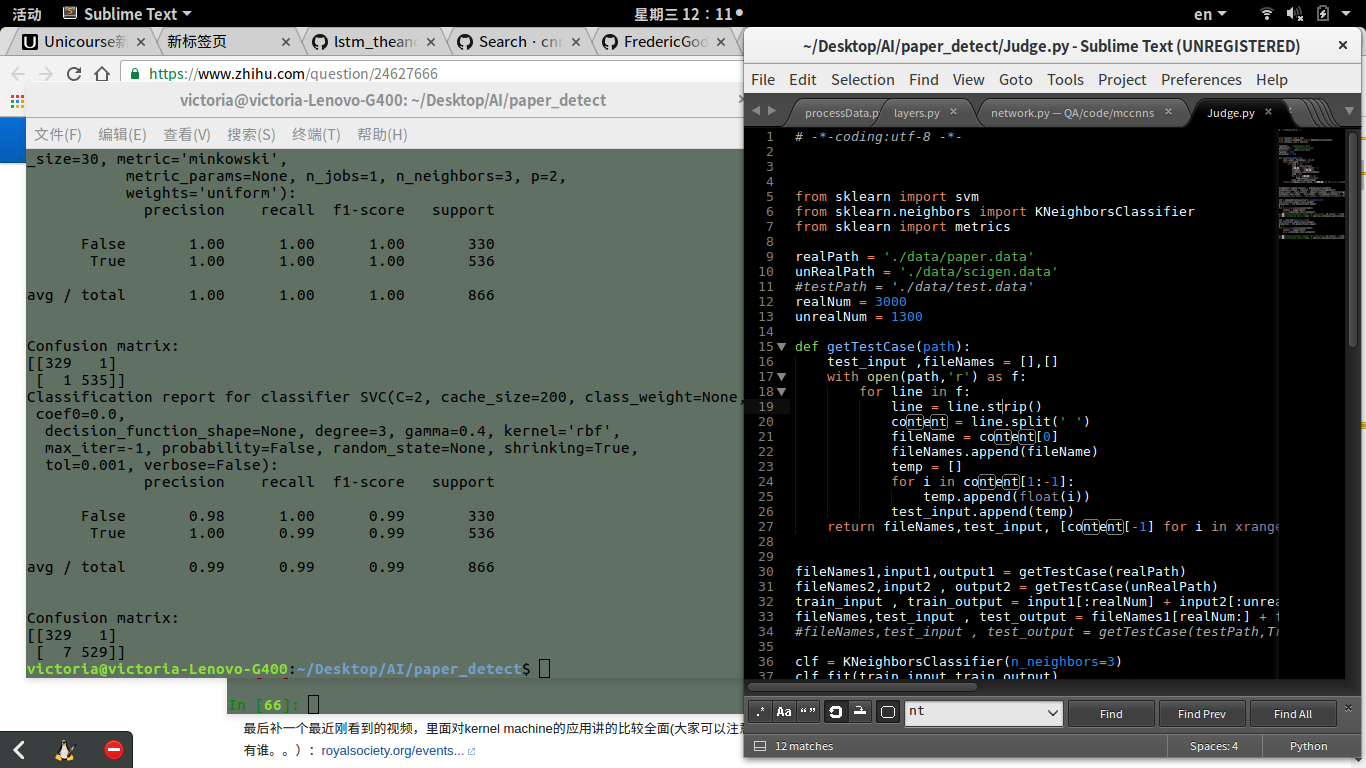 活动 Sublime Text 星期三 12：11 en
Unicourse新 新标签页 lstm_thean Search · cnn FredericGod
https://www.zhihu.com/question/24627666
victoria@victoria-Lenovo-G400: ~/Desktop/AI/paper_detect
文件(F) 编辑(E) 查看(V) 搜索(S) 终端(T) 帮助(H)
_size=30, metric='minkowski',
metric_params=None, n_jobs=1, n_neighbors=3, p=2,
weights='uniform'):
precision recall f1-score support
False 1.00 1.00 1.00 330
True 1.00 1.00 1.00 536
avg / total 1.00 1.00 1.00 866
Confusion matrix:
[[329 1]
[ 1 535]]
Classification report for classifier SVC(C=2, cache_size=200, class_weight=None,
coef0=0.0,
decision_function_shape=None, degree=3, gamma=0.4, kernel='rbf',
max_iter=-1, probability=False, random_state=None, shrinking=True,
tol=0.001, verbose=False):
precision recall f1-score support
False 0.98 1.00 0.99 330
True 1.00 0.99 0.99 536
avg / total 0.99 0.99 0.99 866
Confusion matrix:
[[329 1]
[ 7 529]]
victoria@victoria-Lenovo-G400:~/Desktop/AI/paper_detect$
In [66]:
最后补一个最近刚看到的视频，里面对kernel machine的应用讲的比较全面(大家可以注意
有谁。。）：royalsociety.org/events...
~/Desktop/AI/paper_detect/Judge.py - Sublime Text (UNREGISTERED)
File Edit Selection Find View Goto Tools Project Preferences Help
processData.p layers.py network.py — QA/code/mccnns Judge.py
1 # -*-coding:utf-8 -*-
2
3
4
5 from sklearn import svm
6 from sklearn.neighbors import KNeighborsClassifier
7 from sklearn import metrics
8
9 realPath = './data/paper.data'
10 unRealPath = './data/scigen.data'
11 #testPath = './data/test.data'
12 realNum = 3000
13 unrealNum = 1300
14
15 def getTestCase(path):
16 test_input ,fileNames = [],[]
17 with open(path,'r') as f:
18 for line in f:
19 line = line.strip()
20 content = line.split(' ')
21 fileName = content[0]
22 fileNames.append(fileName)
23 temp = []
24 for i in content[1:-1]:
25 temp.append(float(i))
26 test_input.append(temp)
27 return fileNames,test_input, [content[-1] for i in xrange
28
29
30 fileNames1,input1,output1 = getTestCase(realPath)
31 fileNames2,input2 , output2 = getTestCase(unRealPath)
32 train_input , train_output = input1[:realNum] + input2[:unrea
33 fileNames,test_input , test_output = fileNames1[realNum:] + f
34 #fileNames,test_input , test_output = getTestCase(testPath,Tr
35
36 clf = KNeighborsClassifier(n_neighbors=3)
37 clf.fit(train_input,train_output)
.* Aa “ ” nt Find Find Prev Find All
12 matches Spaces: 4 Python